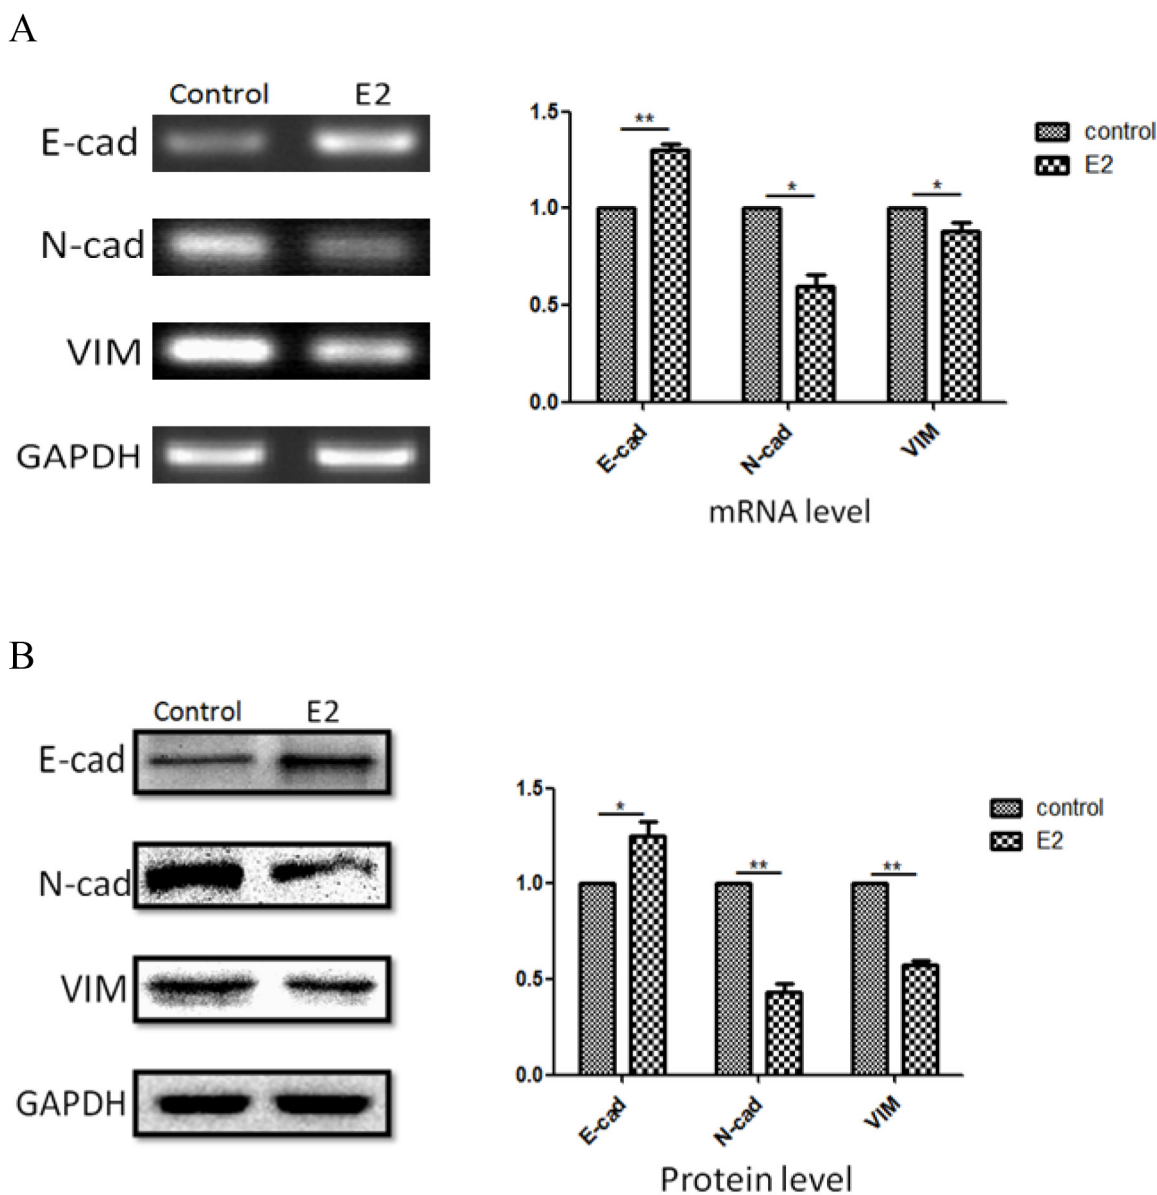 A
Control E2
E-cad
N-cad
VIM
GAPDH
1.5
1.0
0.5
0.0
**
*
*
control
E2
E-cad N-cad VIM
mRNA level
B
Control E2
E-cad
N-cad
VIM
GAPDH
1.5
1.0
0.5
0.0
*
**
**
control
E2
E-cad N-cad VIM
Protein level